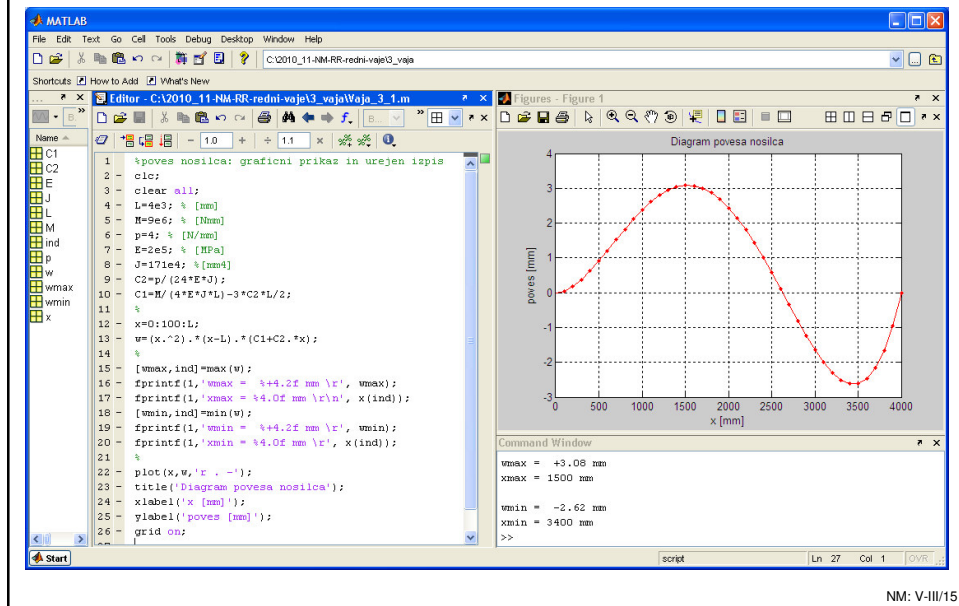 MATLAB
File Edit Text Go Cell Tools Debug Desktop Window Help
C:\2010_11-NM-RR-redni-vaje\3_vaja
Shortcuts How to Add What's New
Editor - C:\2010_11-NM-RR-redni-vaje\3_vaja\Vaja_3_1.m
B...
- 1.0 + ÷ 1.1 ×
Name
C1
C2
E
J
L
M
ind
p
w
wmax
wmin
x
1 %poves nosilca: graficni prikaz in urejen izpis
2 - clc;
3 - clear all;
4 - L=4e3; % [mm]
5 - M=9e6; % [Nmm]
6 - p=4; % [N/mm]
7 - E=2e5; % [MPa]
8 - J=171e4; %[mm4]
9 - C2=p/(24*E*J);
10 - C1=M/(4*E*J*L)-3*C2*L/2;
11 %
12 - x=0:100:L;
13 - w=(x.^2).*(x-L).*(C1+C2.*x);
14 %
15 - [wmax,ind]=max(w);
16 - fprintf(1,'wmax = %+4.2f mm \r', wmax);
17 - fprintf(1,'xmax = %4.0f mm \r\n', x(ind));
18 - [wmin,ind]=min(w);
19 - fprintf(1,'wmin = %+4.2f mm \r', wmin);
20 - fprintf(1,'xmin = %4.0f mm \r', x(ind));
21 %
22 - plot(x,w,'r . -');
23 - title('Diagram povesa nosilca');
24 - xlabel('x [mm]');
25 - ylabel('poves [mm]');
26 - grid on;
Figures - Figure 1
Diagram povesa nosilca
4
3
2
1
0
-1
-2
-3
poves [mm]
0 500 1000 1500 2000 2500 3000 3500 4000
x [mm]
Command Window
wmax = +3.08 mm
xmax = 1500 mm
wmin = -2.62 mm
xmin = 3400 mm
>>
Start
script Ln 27 Col 1 OVR
NM: V-III/15